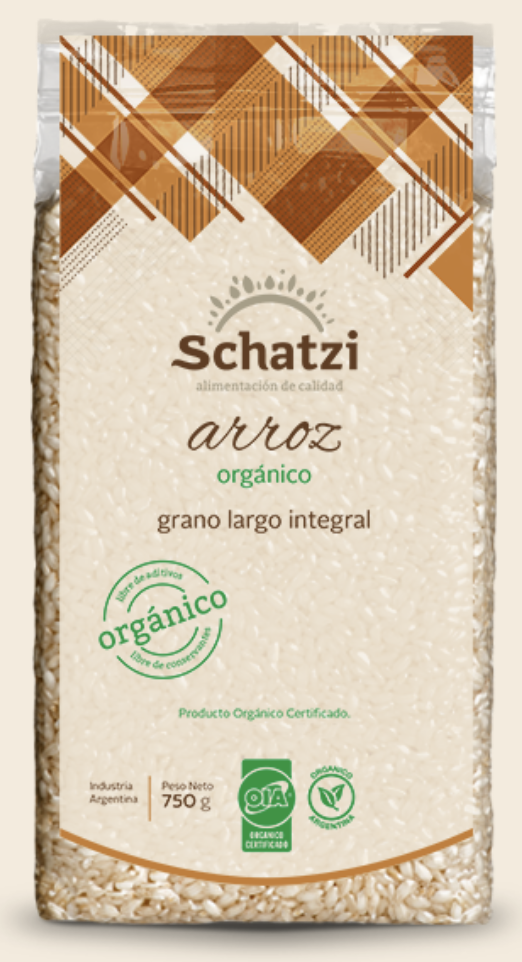 Schatzi
alimentación de calidad
arroz
orgánico
grano largo integral
libre de aditivos
orgánico
libre de conservantes
Producto Orgánico Certificado.
Industria
Argentina
Peso Neto
750 g
OIA
ORGANICO
CERTIFICADO
ORGANICO
ARGENTINA